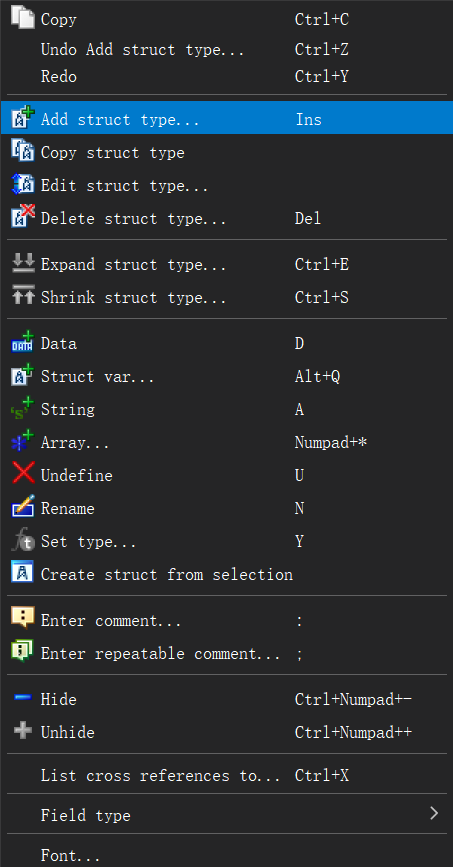 Copy Ctrl+C
Undo Add struct type... Ctrl+Z
Redo Ctrl+Y
Add struct type... Ins
Copy struct type
Edit struct type...
Delete struct type... Del
Expand struct type... Ctrl+E
Shrink struct type... Ctrl+S
Data D
Struct var... Alt+Q
String A
Array... Numpad+*
Undefine U
Rename N
Set type... Y
Create struct from selection
Enter comment... :
Enter repeatable comment... ;
Hide Ctrl+Numpad+-
Unhide Ctrl+Numpad++
List cross references to... Ctrl+X
Field type
Font...